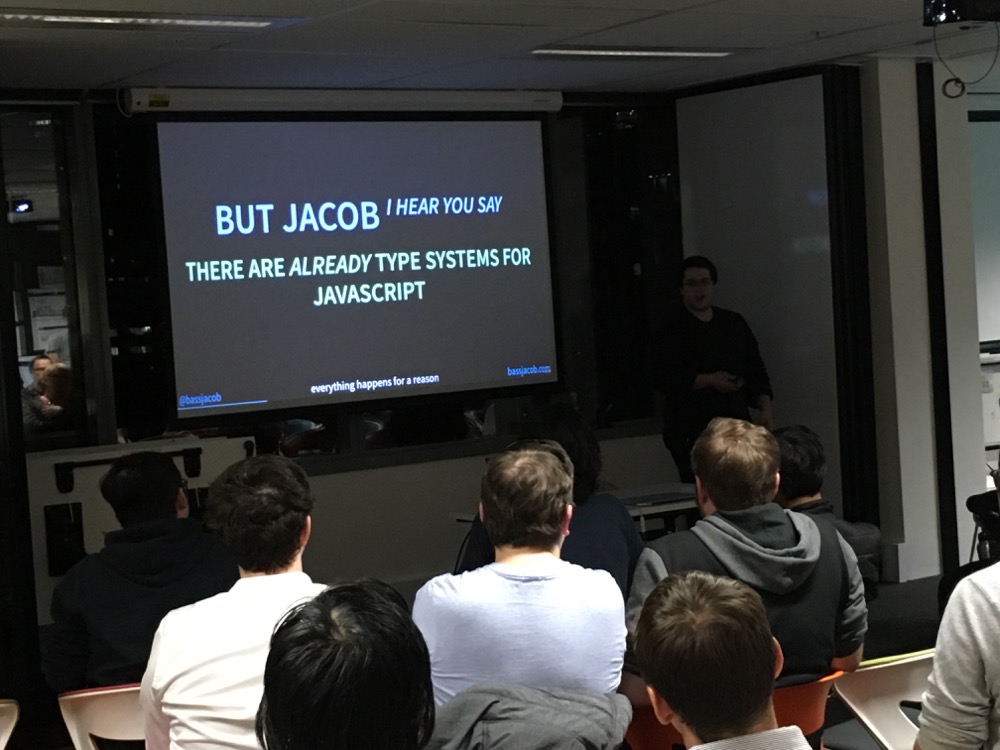 BUT JACOB I HEAR YOU SAY
THERE ARE ALREADY TYPE SYSTEMS FOR
JAVASCRIPT
@bassjacob
everything happens for a reason
bassjacob.com